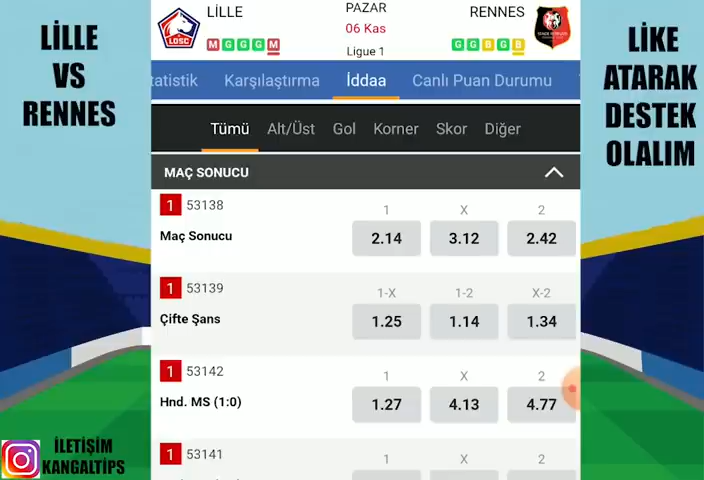 LİLLE
VS
RENNES
LOSC
LİLLE
M G G G M
PAZAR
06 Kas
Ligue 1
RENNES
G G B G B
tatistik Karşılaştırma İddaa Canlı Puan Durumu
Tümü Alt/Üst Gol Korner Skor Diğer
MAÇ SONUCU
1 53138
Maç Sonucu
1 X 2
2.14 3.12 2.42
1 53139
Çifte Şans
1-X 1-2 X-2
1.25 1.14 1.34
1 53142
Hnd. MS (1:0)
1 X 2
1.27 4.13 4.77
1 53141
1 X 2
LİKE
ATARAK
DESTEK
OLALIM
İLETİŞİM
KANGALTİPS